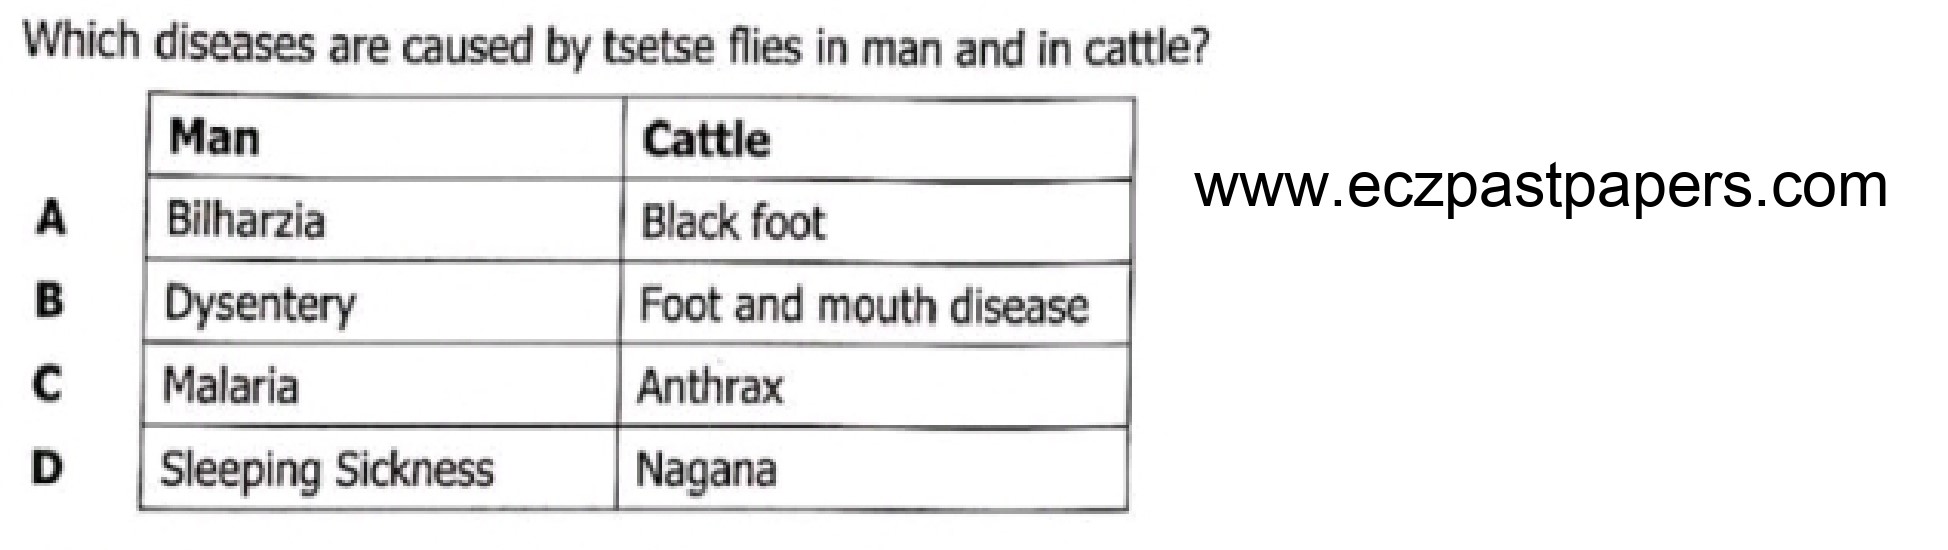 Which diseases are caused by tsetse flies in man and in cattle?
Man Cattle
www.eczpastpapers.com
A Bilharzia Black foot
B Dysentery Foot and mouth disease
C Malaria Anthrax
D Sleeping Sickness Nagana